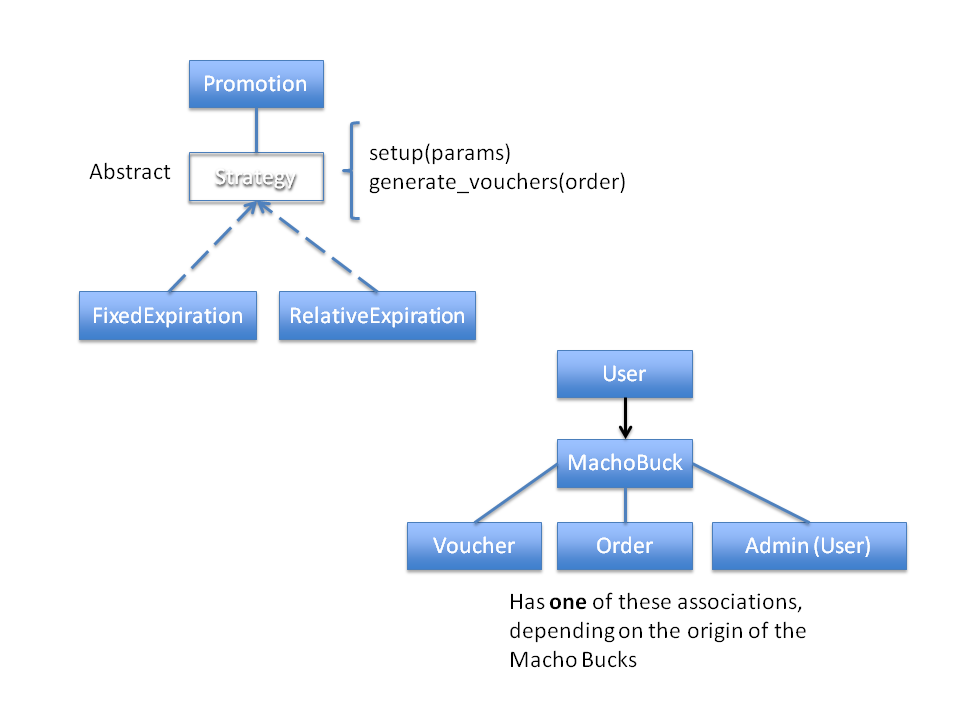 Promotion
Abstract
Strategy
setup(params)
generate_vouchers(order)
FixedExpiration
RelativeExpiration
User
MachoBuck
Voucher
Order
Admin (User)
Has one of these associations,
depending on the origin of the
Macho Bucks